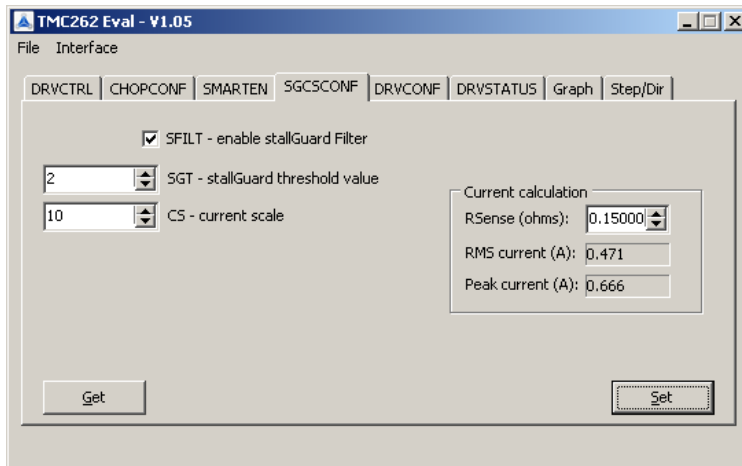 TMC262 Eval - V1.05
File Interface
DRVCTRL CHOPCONF SMARTEN SGCSCONF DRVCONF DRVSTATUS Graph Step/Dir
SFILT - enable stallGuard Filter
2 SGT - stallGuard threshold value
10 CS - current scale
Current calculation
RSense (ohms): 0.15000
RMS current (A): 0.471
Peak current (A): 0.666
Get Set